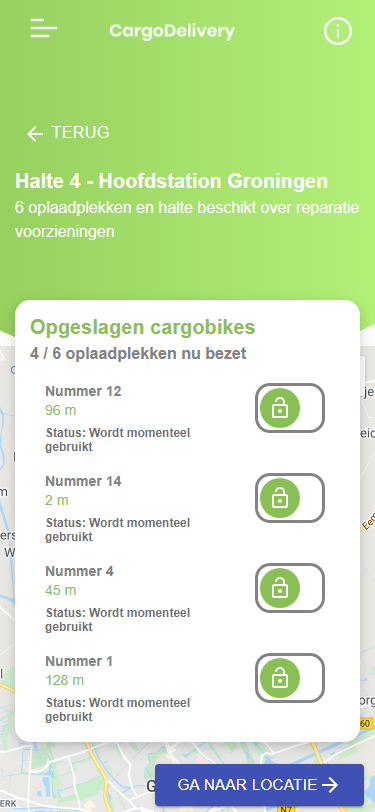 CargoDelivery
TERUG
Halte 4 - Hoofdstation Groningen
6 oplaadplekken en halte beschikt over reparatie
voorzieningen
Opgeslagen cargobikes
4 / 6 oplaadplekken nu bezet
Nummer 12
96 m
Status: Wordt momenteel
gebruikt
Nummer 14
2 m
Status: Wordt momenteel
gebruikt
Nummer 4
45 m
Status: Wordt momenteel
gebruikt
Nummer 1
128 m
Status: Wordt momenteel
gebruikt
GA NAAR LOCATIE
N7